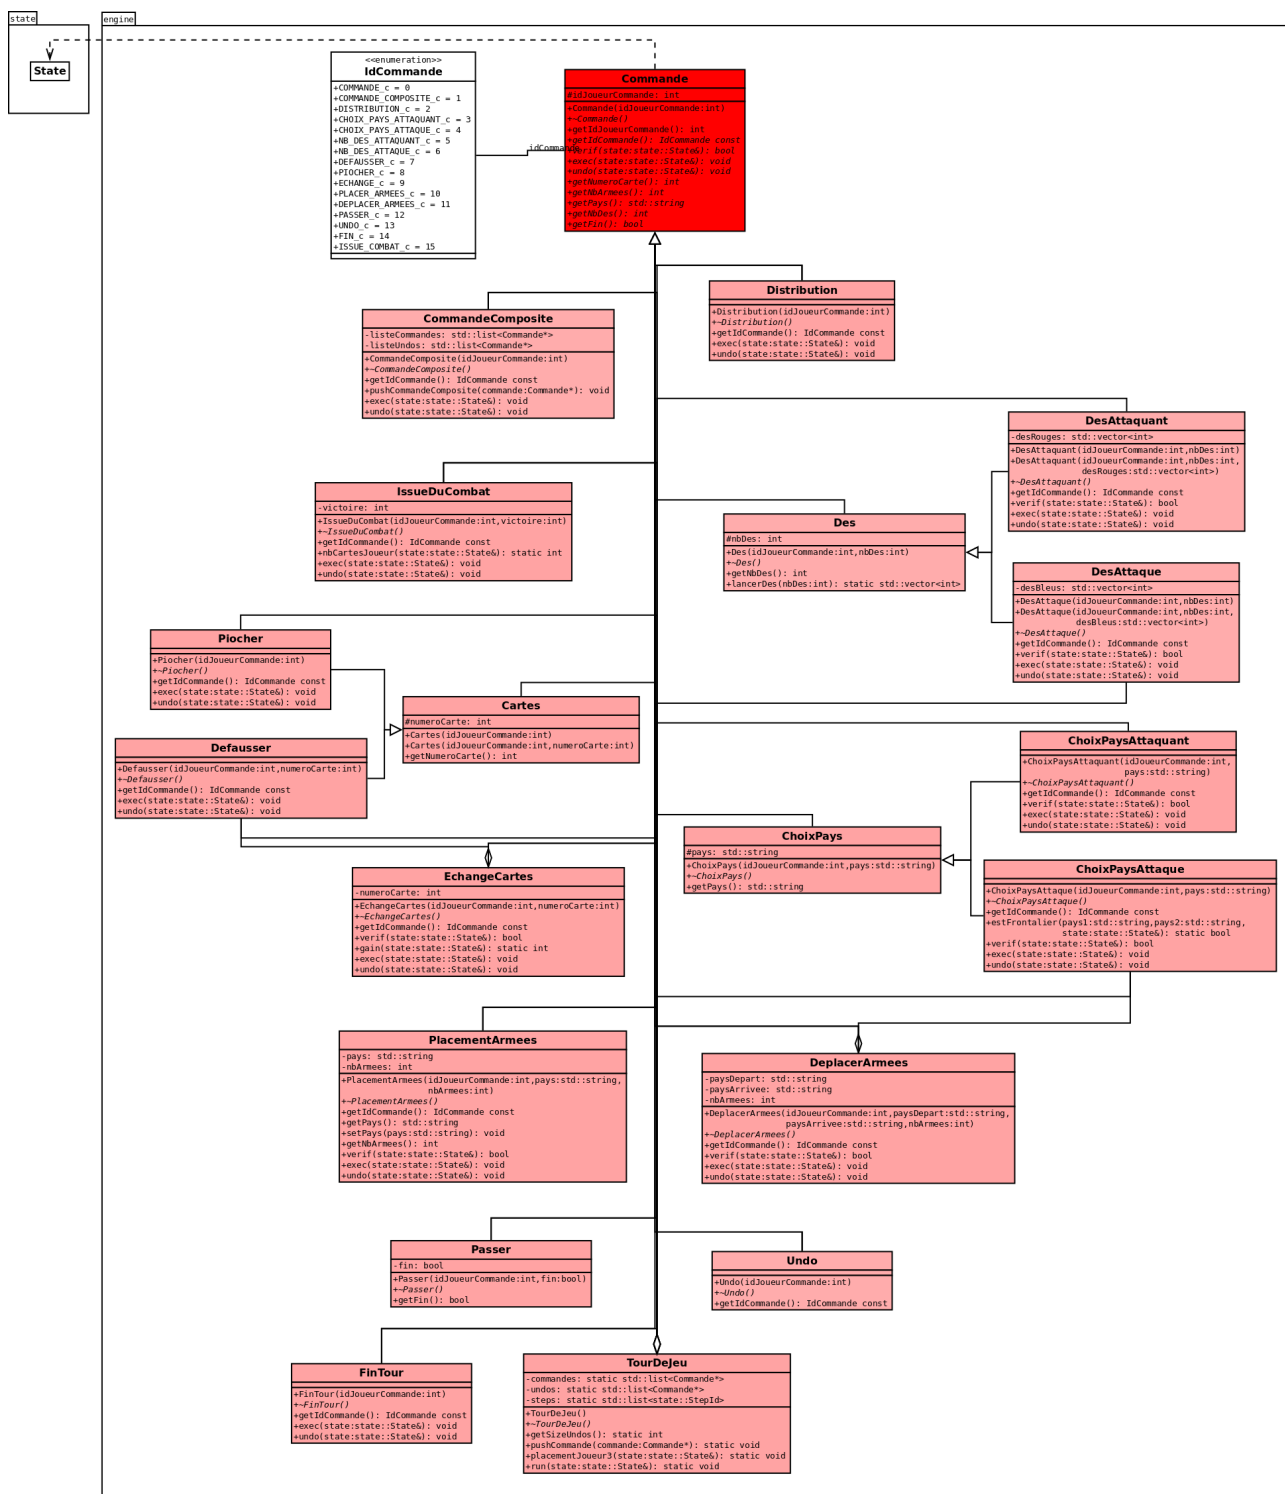 state
engine
State
<<enumeration>>
IdCommande
+COMMANDE_c = 0
+COMMANDE_COMPOSITE_c = 1
+DISTRIBUTION_c = 2
+CHOIX_PAYS_ATTAQUANT_c = 3
+CHOIX_PAYS_ATTAQUE_c = 4
+NB_DES_ATTAQUANT_c = 5
+NB_DES_ATTAQUE_c = 6
+DEFAUSSER_c = 7
+PIOCHER_c = 8
+ECHANGE_c = 9
+PLACER_ARMEES_c = 10
+DEPLACER_ARMEES_c = 11
+PASSER_c = 12
+UNDO_c = 13
+FIN_c = 14
+ISSUE_COMBAT_c = 15
idCommande
Commande
#idJoueurCommande: int
+Commande(idJoueurCommande:int)
+~Commande()
+getIdJoueurCommande(): int
+getIdCommande(): IdCommande const
+verif(state:state::State&): bool
+exec(state:state::State&): void
+undo(state:state::State&): void
+getNumeroCarte(): int
+getNbArmees(): int
+getPays(): std::string
+getNbDes(): int
+getFin(): bool
Distribution
+Distribution(idJoueurCommande:int)
+~Distribution()
+getIdCommande(): IdCommande const
+exec(state:state::State&): void
+undo(state:state::State&): void
CommandeComposite
-listeCommandes: std::list<Commande*>
-listeUndos: std::list<Commande*>
+CommandeComposite(idJoueurCommande:int)
+~CommandeComposite()
+getIdCommande(): IdCommande const
+pushCommandeComposite(commande:Commande*): void
+exec(state:state::State&): void
+undo(state:state::State&): void
DesAttaquant
-desRouges: std::vector<int>
+DesAttaquant(idJoueurCommande:int,nbDes:int)
+DesAttaquant(idJoueurCommande:int,nbDes:int,
desRouges:std::vector<int>)
+~DesAttaquant()
+getIdCommande(): IdCommande const
+verif(state:state::State&): bool
+exec(state:state::State&): void
+undo(state:state::State&): void
IssueDuCombat
-victoire: int
+IssueDuCombat(idJoueurCommande:int,victoire:int)
+~IssueDuCombat()
+getIdCommande(): IdCommande const
+nbCartesJoueur(state:state::State&): static int
+exec(state:state::State&): void
+undo(state:state::State&): void
Des
#nbDes: int
+Des(idJoueurCommande:int,nbDes:int)
+~Des()
+getNbDes(): int
+lancerDes(nbDes:int): static std::vector<int>
DesAttaque
-desBleus: std::vector<int>
+DesAttaque(idJoueurCommande:int,nbDes:int)
+DesAttaque(idJoueurCommande:int,nbDes:int,
desBleus:std::vector<int>)
+~DesAttaque()
+getIdCommande(): IdCommande const
+verif(state:state::State&): bool
+exec(state:state::State&): void
+undo(state:state::State&): void
Piocher
+Piocher(idJoueurCommande:int)
+~Piocher()
+getIdCommande(): IdCommande const
+exec(state:state::State&): void
+undo(state:state::State&): void
Cartes
#numeroCarte: int
+Cartes(idJoueurCommande:int)
+Cartes(idJoueurCommande:int,numeroCarte:int)
+getNumeroCarte(): int
Defausser
+Defausser(idJoueurCommande:int,numeroCarte:int)
+~Defausser()
+getIdCommande(): IdCommande const
+exec(state:state::State&): void
+undo(state:state::State&): void
ChoixPaysAttaquant
+ChoixPaysAttaquant(idJoueurCommande:int,
pays:std::string)
+~ChoixPaysAttaquant()
+getIdCommande(): IdCommande const
+verif(state:state::State&): bool
+exec(state:state::State&): void
+undo(state:state::State&): void
ChoixPays
#pays: std::string
+ChoixPays(idJoueurCommande:int,pays:std::string)
+~ChoixPays()
+getPays(): std::string
EchangeCartes
-numeroCarte: int
+EchangeCartes(idJoueurCommande:int,numeroCarte:int)
+~EchangeCartes()
+getIdCommande(): IdCommande const
+verif(state:state::State&): bool
+gain(state:state::State&): static int
+exec(state:state::State&): void
+undo(state:state::State&): void
ChoixPaysAttaque
+ChoixPaysAttaque(idJoueurCommande:int,pays:std::string)
+~ChoixPaysAttaque()
+getIdCommande(): IdCommande const
+estFrontalier(pays1:std::string,pays2:std::string,
state:state::State&): static bool
+verif(state:state::State&): bool
+exec(state:state::State&): void
+undo(state:state::State&): void
PlacementArmees
-pays: std::string
-nbArmees: int
+PlacementArmees(idJoueurCommande:int,pays:std::string,
nbArmees:int)
+~PlacementArmees()
+getIdCommande(): IdCommande const
+getPays(): std::string
+setPays(pays:std::string): void
+getNbArmees(): int
+verif(state:state::State&): bool
+exec(state:state::State&): void
+undo(state:state::State&): void
DeplacerArmees
-paysDepart: std::string
-paysArrivee: std::string
-nbArmees: int
+DeplacerArmees(idJoueurCommande:int,paysDepart:std::string,
paysArrivee:std::string,nbArmees:int)
+~DeplacerArmees()
+getIdCommande(): IdCommande const
+verif(state:state::State&): bool
+exec(state:state::State&): void
+undo(state:state::State&): void
Passer
-fin: bool
+Passer(idJoueurCommande:int,fin:bool)
+~Passer()
+getFin(): bool
Undo
+Undo(idJoueurCommande:int)
+~Undo()
+getIdCommande(): IdCommande const
FinTour
+FinTour(idJoueurCommande:int)
+~FinTour()
+getIdCommande(): IdCommande const
+exec(state:state::State&): void
+undo(state:state::State&): void
TourDeJeu
-commandes: static std::list<Commande*>
-undos: static std::list<Commande*>
-steps: static std::list<state::StepId>
+TourDeJeu()
+~TourDeJeu()
+getSizeUndos(): static int
+pushCommande(commande:Commande*): static void
+placementJoueur3(state:state::State&): static void
+run(state:state::State&): static void